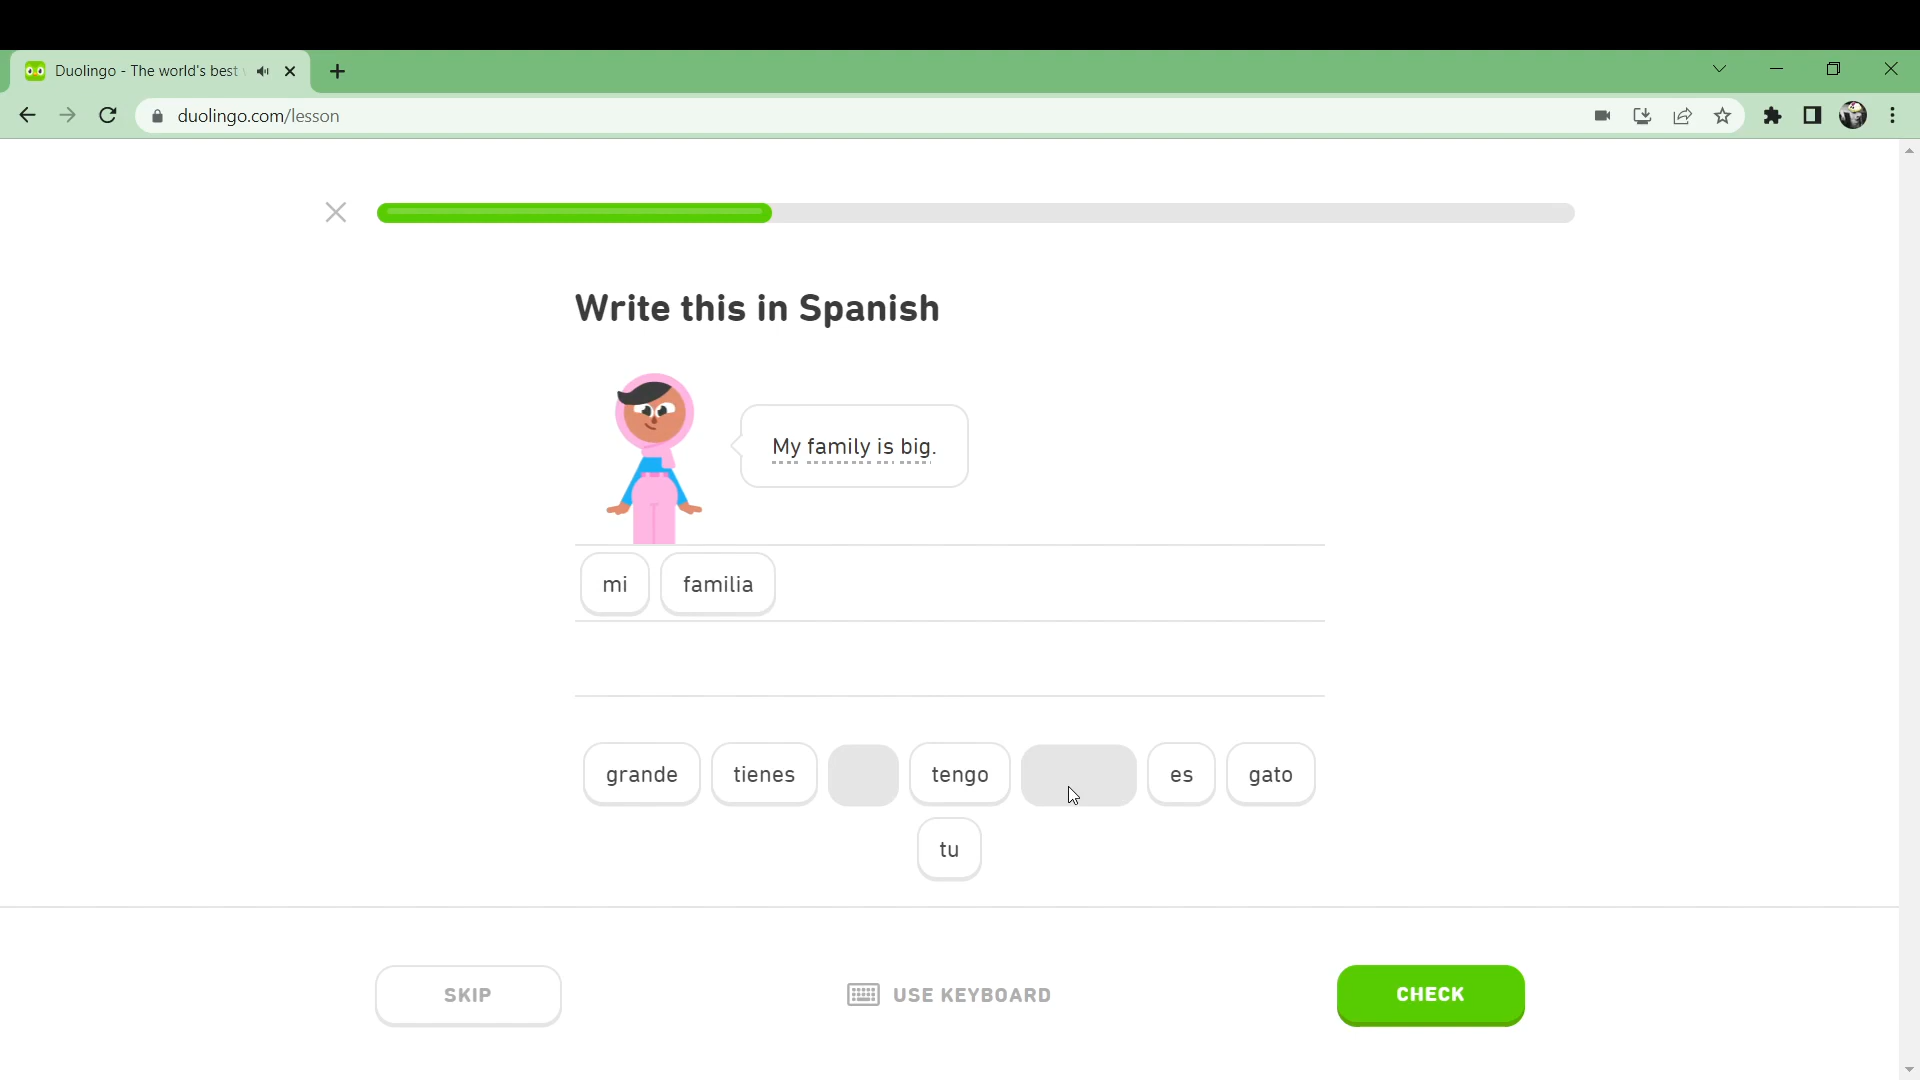 Duolingo - The world's best
duolingo.com/lesson
Write this in Spanish
My family is big.
mi familia
grande tienes tengo es gato
tu
SKIP USE KEYBOARD CHECK